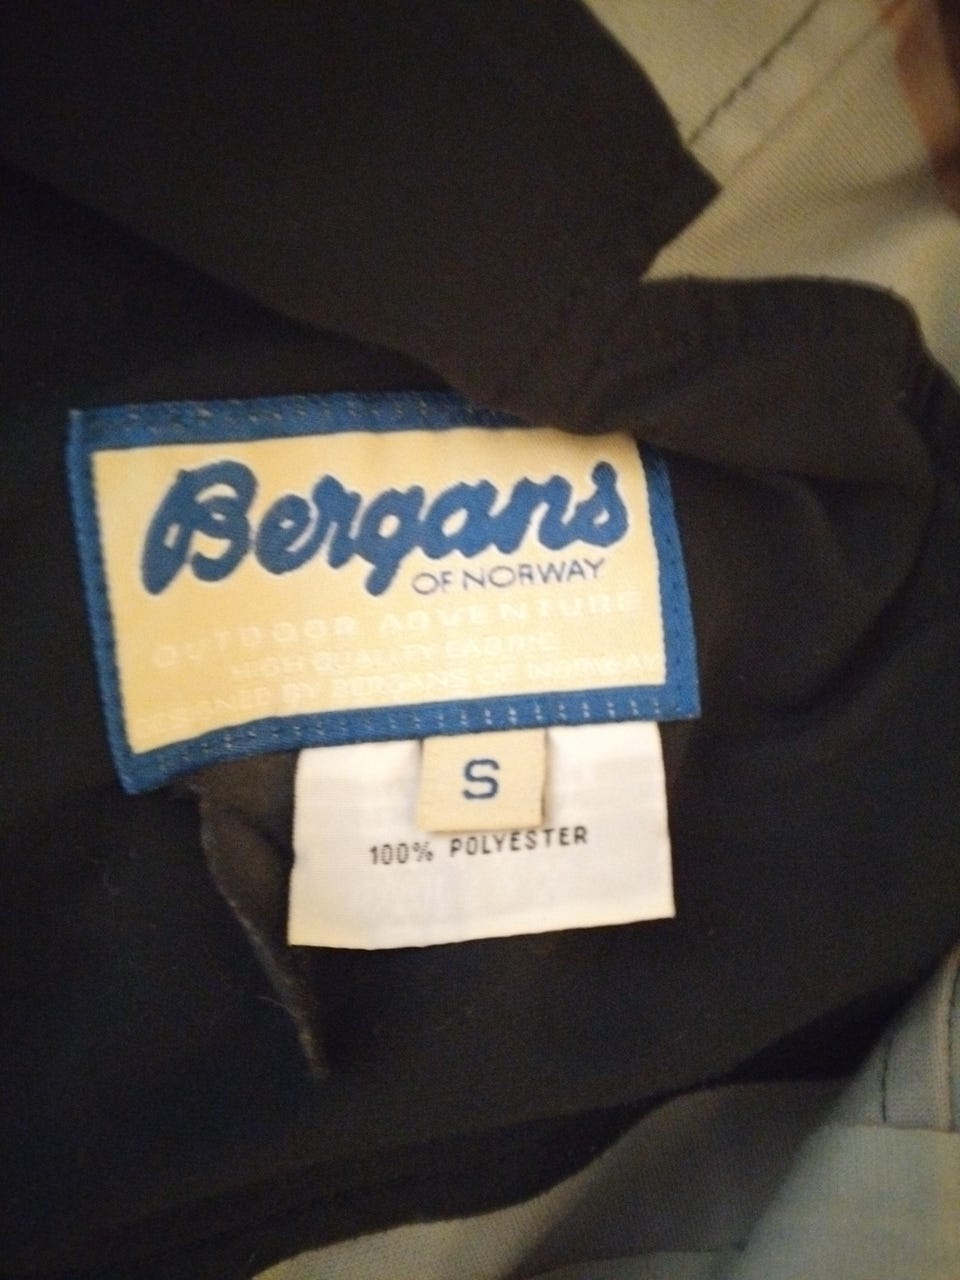 Bergans
OF NORWAY
OUTDOOR ADVENTURE
HIGH QUALITY FABRIC
DESIGNED BY BERGANS OF NORWAY
S
100% POLYESTER